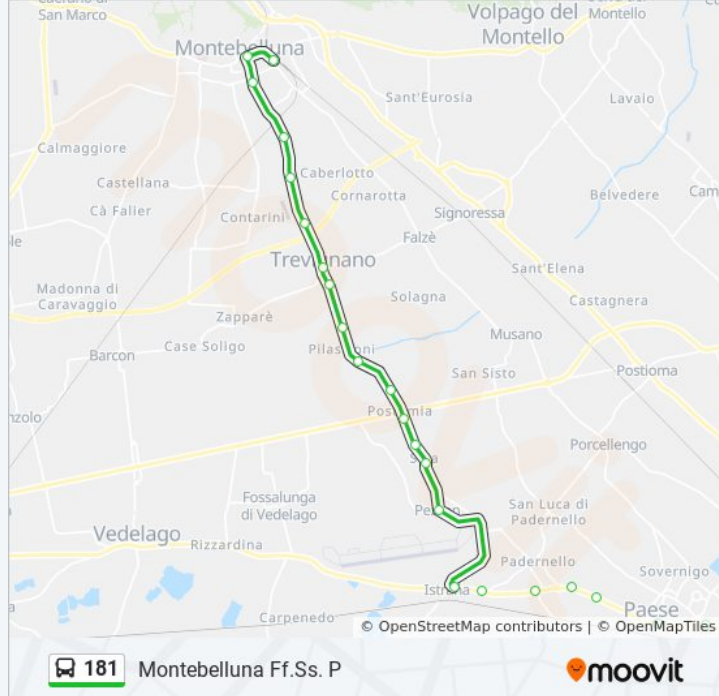 San Marco
Volpago del
Montello
Montello
Montebelluna
Sant'Eurosia
Lavaio
Calmaggiore
Caberlotto
Castellana
Cornarotta
Belvedere
Cà Falier
Contarini
Signoressa
Falzè
Trevignano
Sant'Elena
Madonna di
Caravaggio
Solagna
Castagnera
Zapparè
Musano
Case Soligo
Barcon
San Sisto
Postioma
Porcellengo
Fossalunga
di Vedelago
San Luca di
Padernello
Vedelago
Rizzardina
Padernello
Sovernigo
Istrana
Paese
Carpenedo
© OpenStreetMap contributors | © OpenMapTiles
181 Montebelluna Ff.Ss. P
moovit